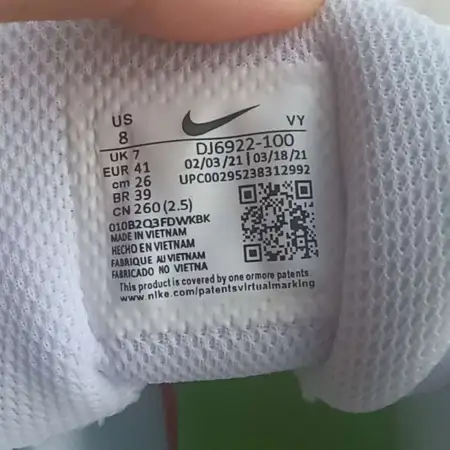 US
8
VY
UK 7
EUR 41
cm 26
BR 39
CN 260 (2.5)
DJ6922-100
02/03/21 | 03/18/21
UPC00295238312992
010B2Q3FDWKBK
MADE IN VIETNAM
HECHO EN VIETNAM
FABRIQUE AU VIETNAM
FABRICADO NO VIETNA
This product is covered by one or more patents.
www.nike.com/patentsvirtualmarking